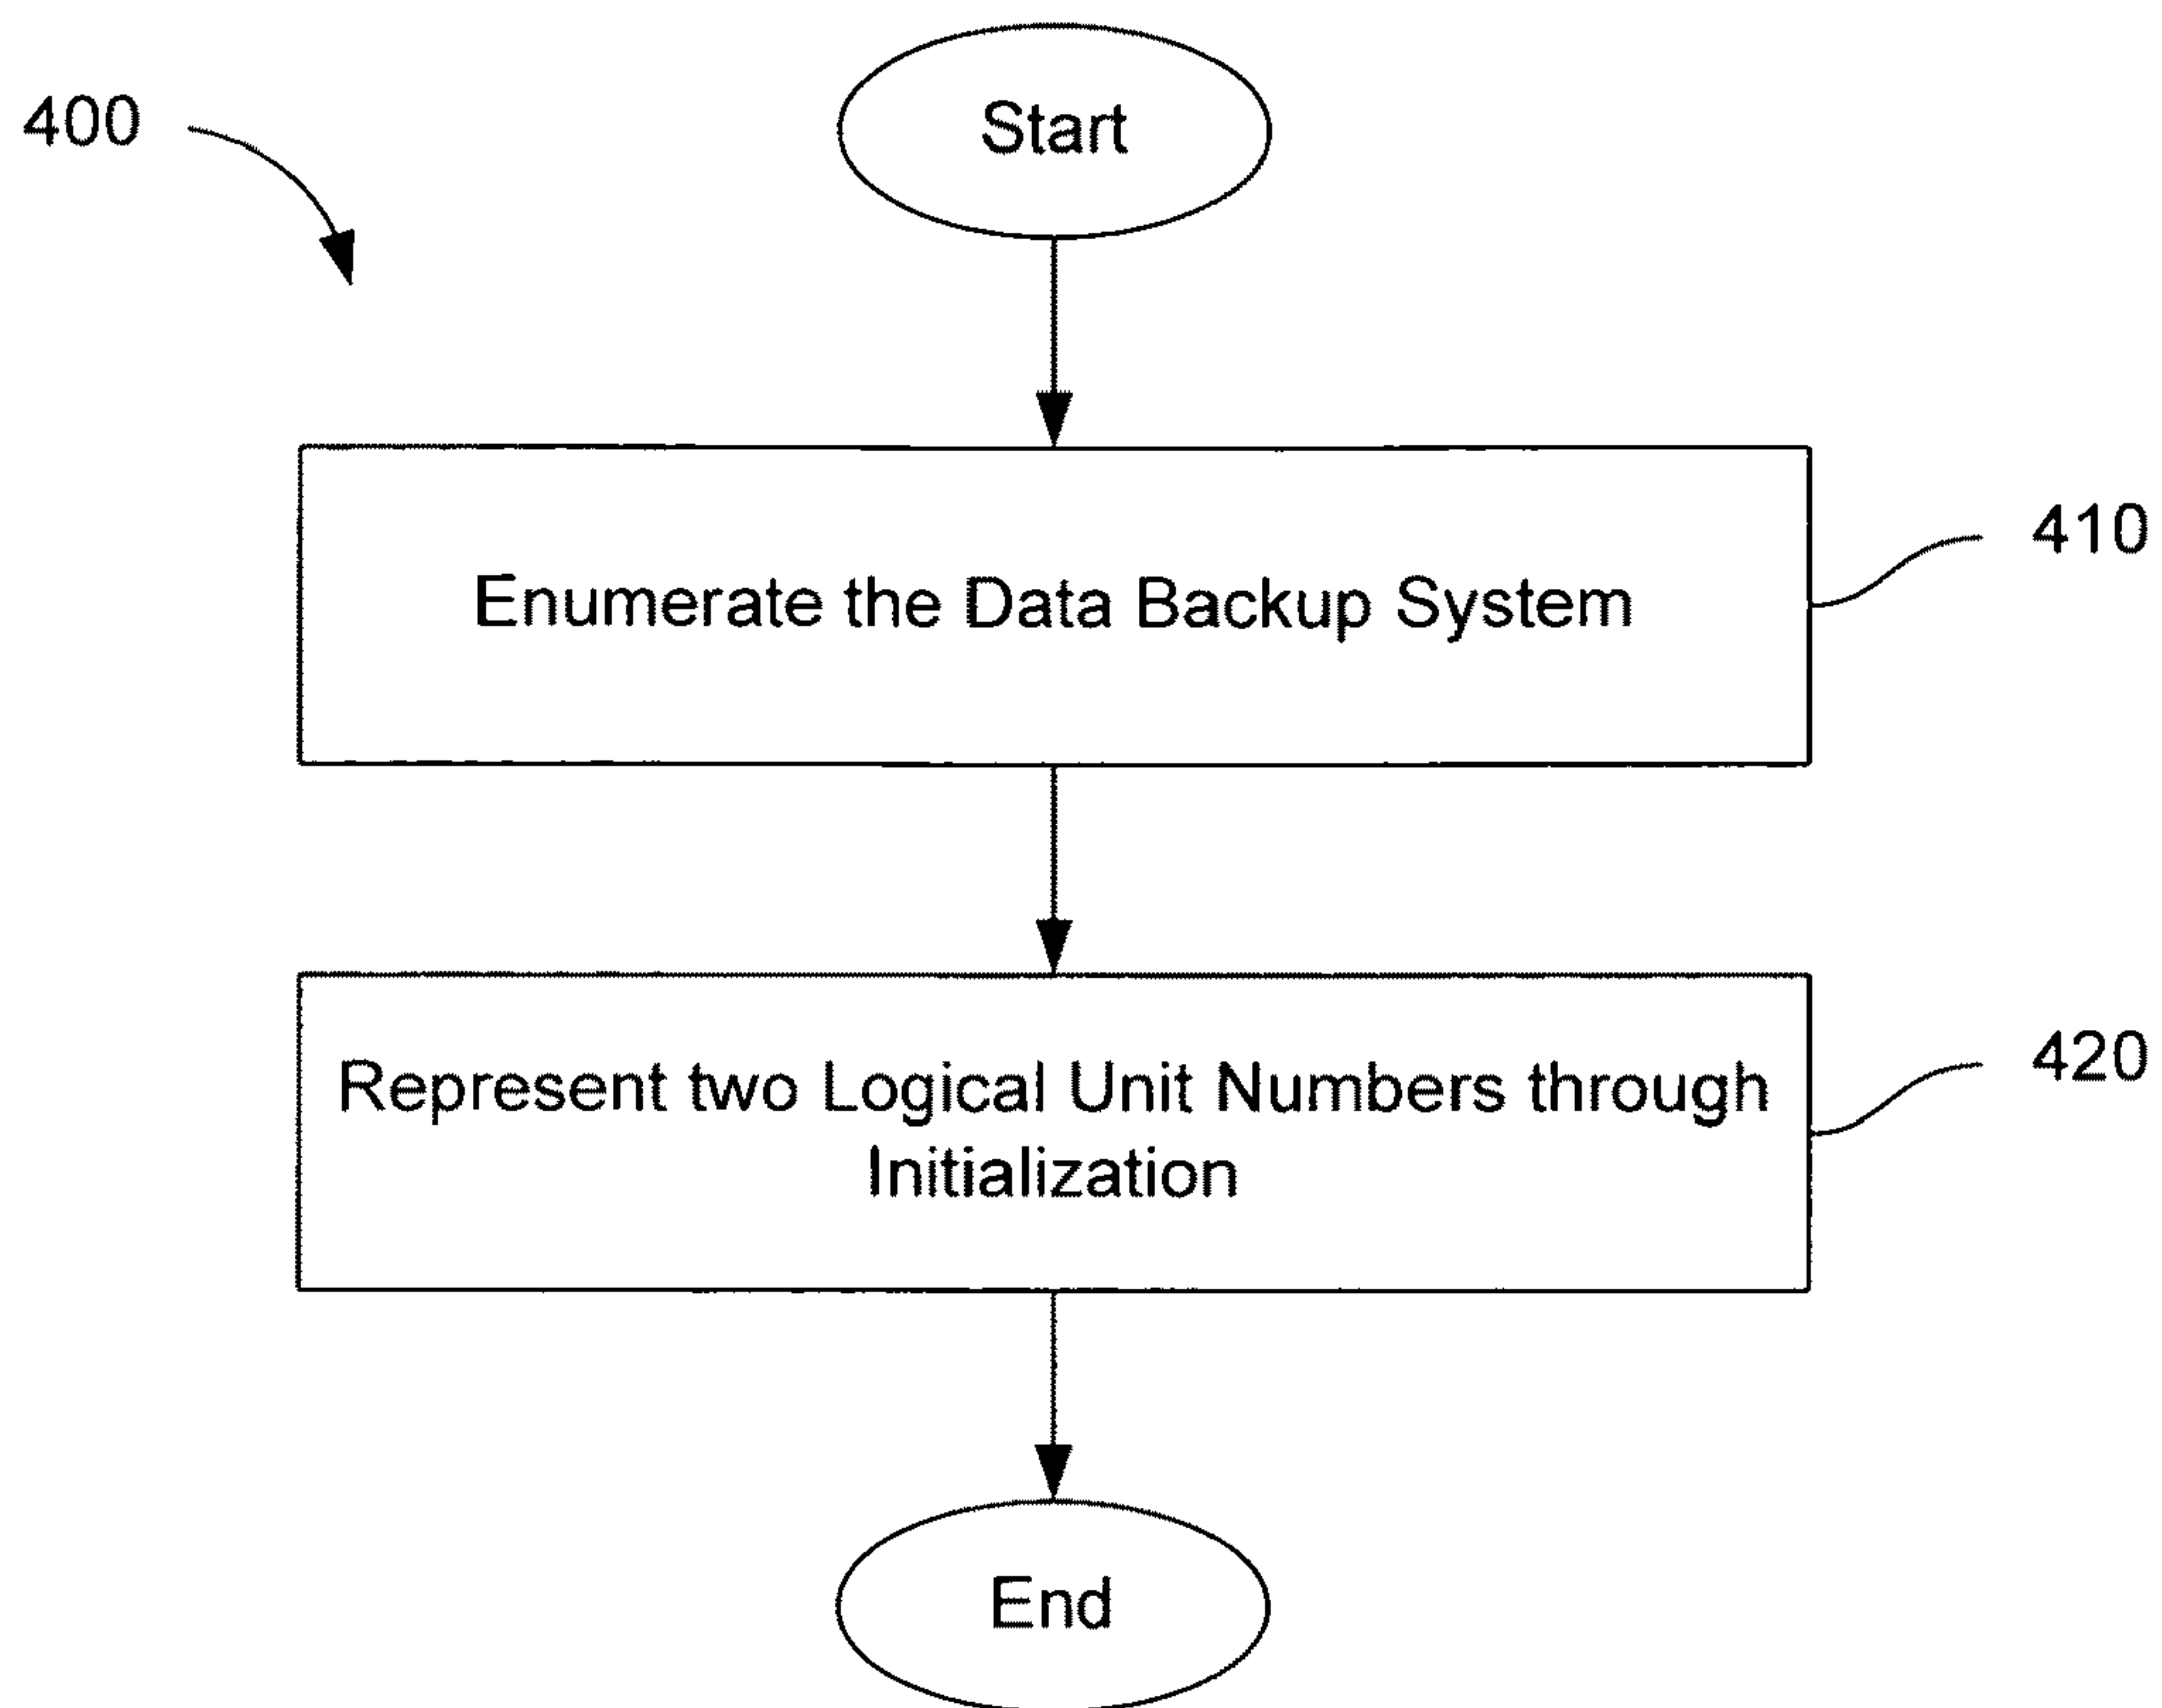 400
Start
410
Enumerate the Data Backup System
420
Represent two Logical Unit Numbers through
Initialization
End